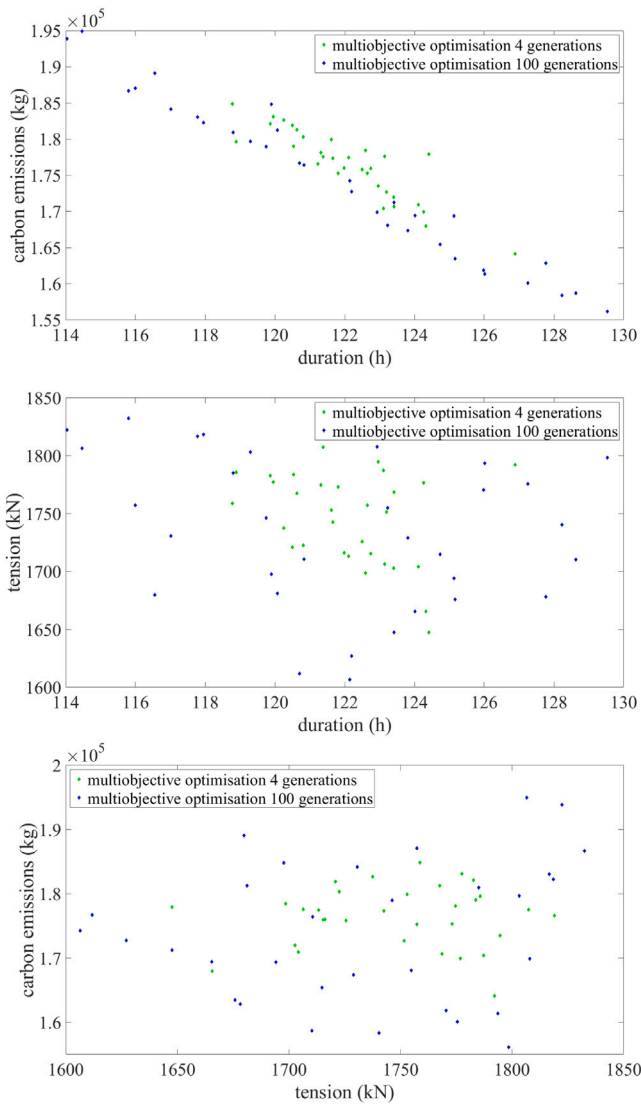 ×10⁵
1.95
multiobjective optimisation 4 generations
multiobjective optimisation 100 generations
1.9
1.85
1.8
1.75
1.7
1.65
1.6
1.55
carbon emissions (kg)
114 116 118 120 122 124 126 128 130
duration (h)
1850
multiobjective optimisation 4 generations
multiobjective optimisation 100 generations
1800
1750
1700
1650
1600
tension (kN)
114 116 118 120 122 124 126 128 130
duration (h)
×10⁵
2
multiobjective optimisation 4 generations
multiobjective optimisation 100 generations
1.9
1.8
1.7
1.6
carbon emissions (kg)
1600 1650 1700 1750 1800 1850
tension (kN)